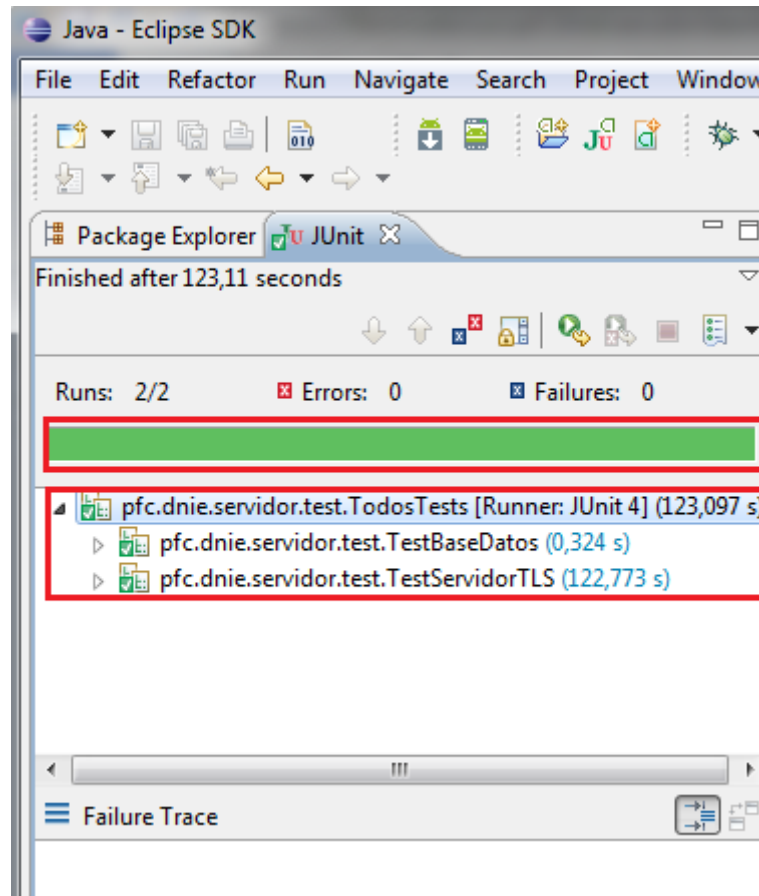 Java - Eclipse SDK
File Edit Refactor Run Navigate Search Project Window
010
Package Explorer JUnit
Finished after 123,11 seconds
Runs: 2/2 Errors: 0 Failures: 0
pfc.dnie.servidor.test.TodosTests [Runner: JUnit 4] (123,097 s)
pfc.dnie.servidor.test.TestBaseDatos (0,324 s)
pfc.dnie.servidor.test.TestServidorTLS (122,773 s)
Failure Trace